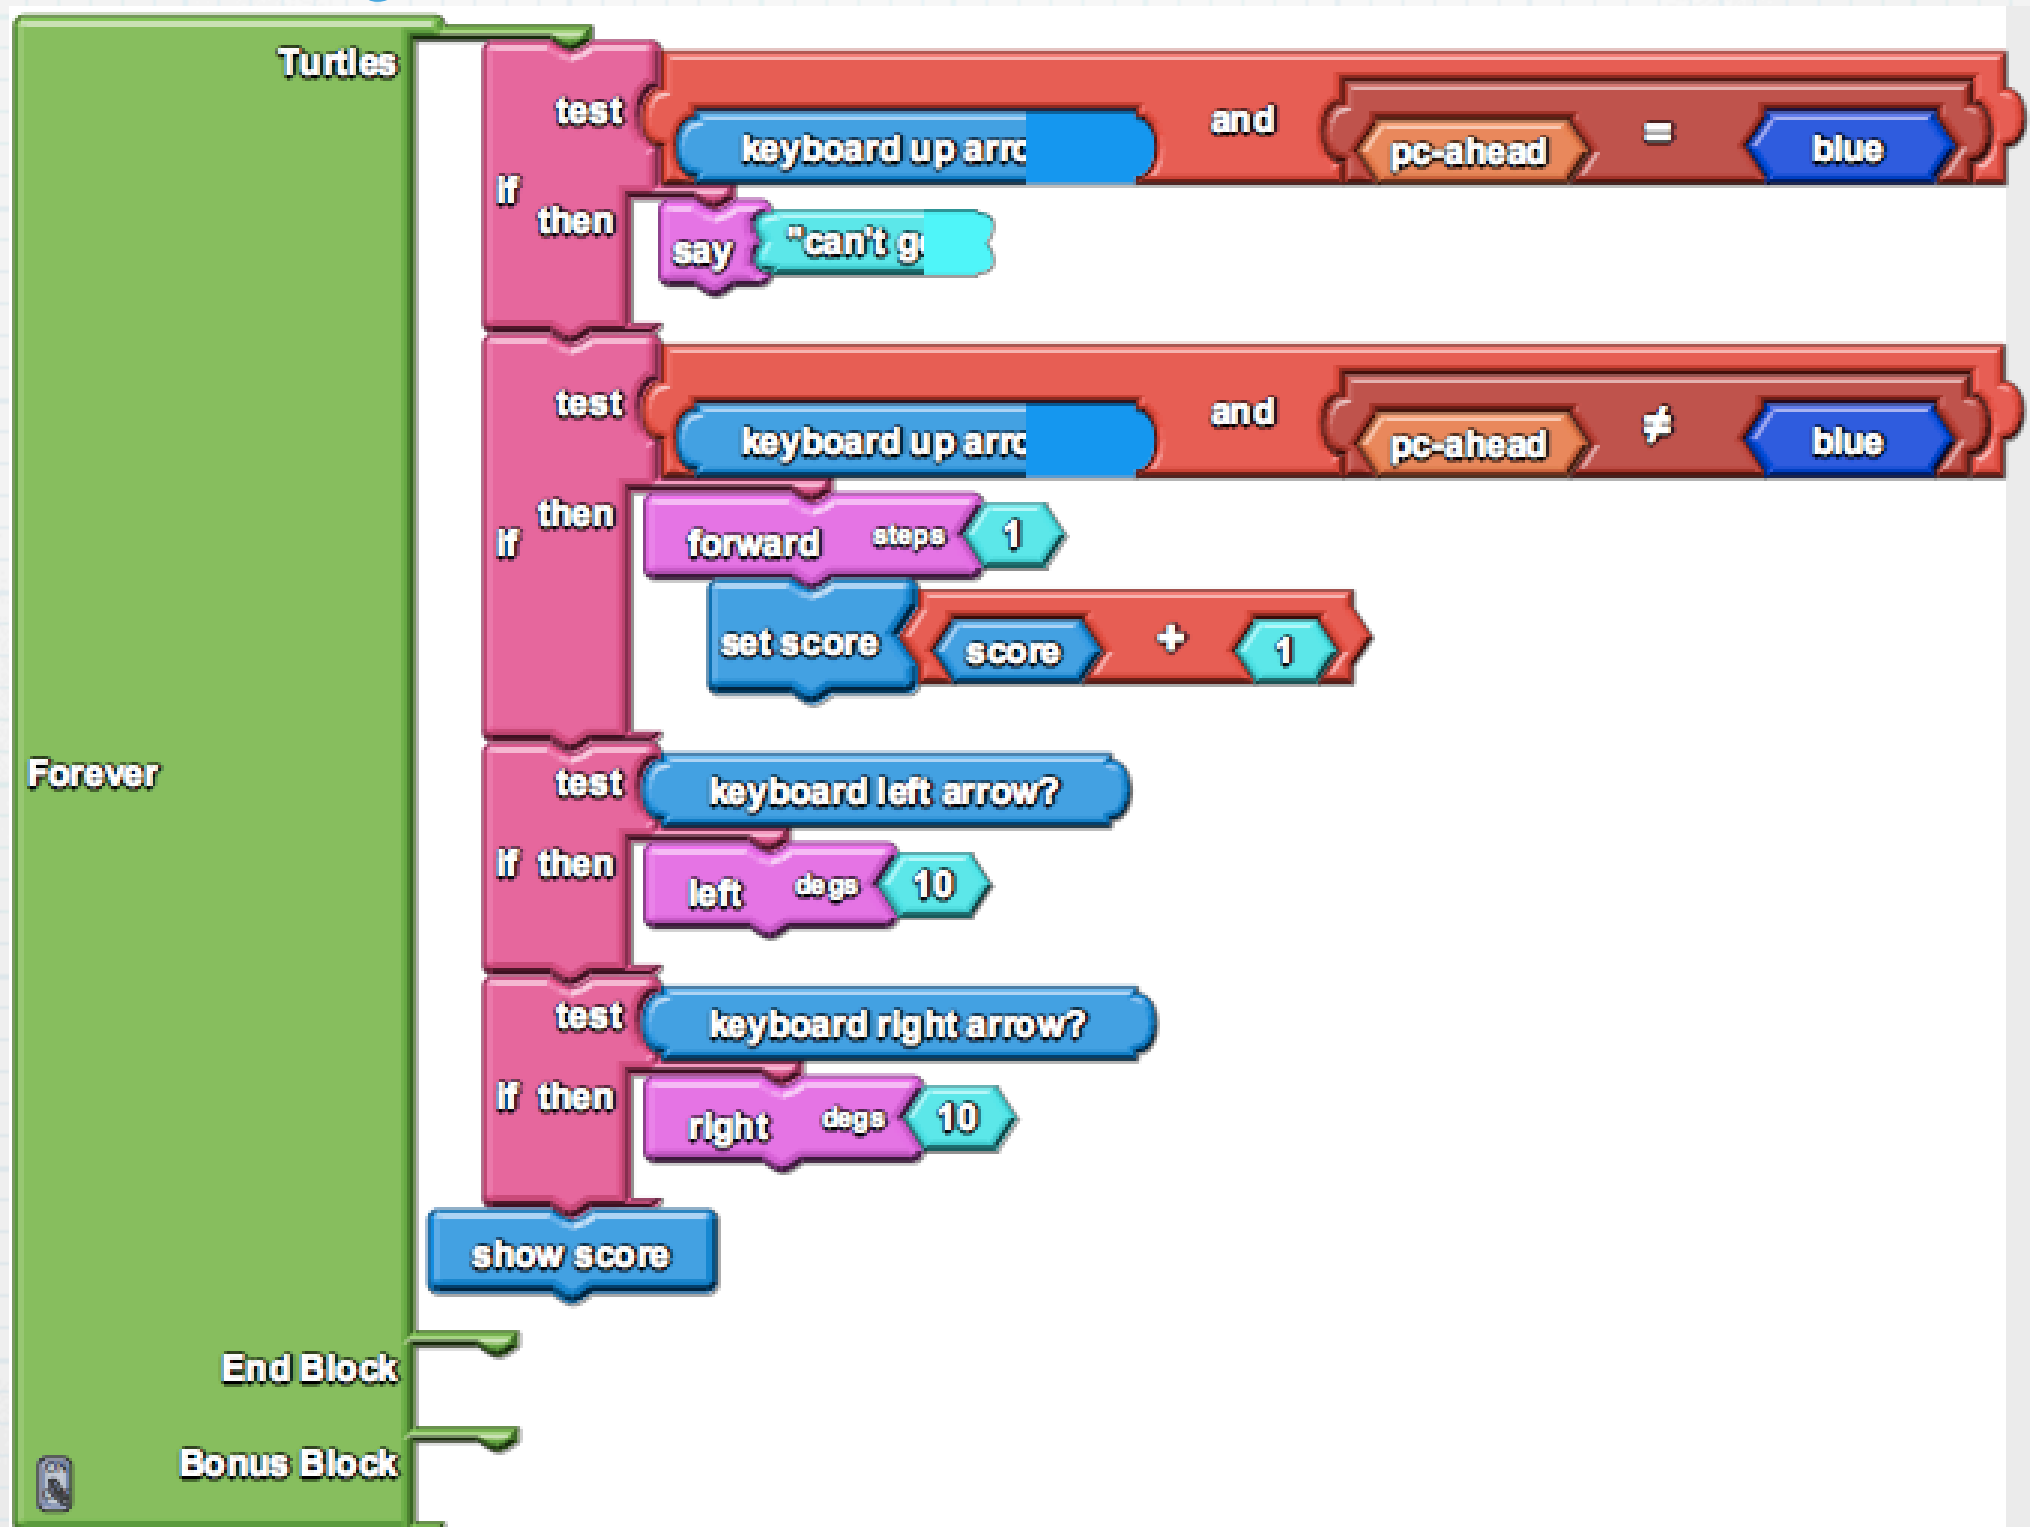 Turtles
test keyboard up and pc-ahead = blue
if then
say "can't
test keyboard up and pc-ahead ≠ blue
if then
forward steps 1
set score score + 1
Forever
test keyboard left arrow?
if then
left degs 10
test keyboard right arrow?
if then
right degs 10
show score
End Block
Bonus Block